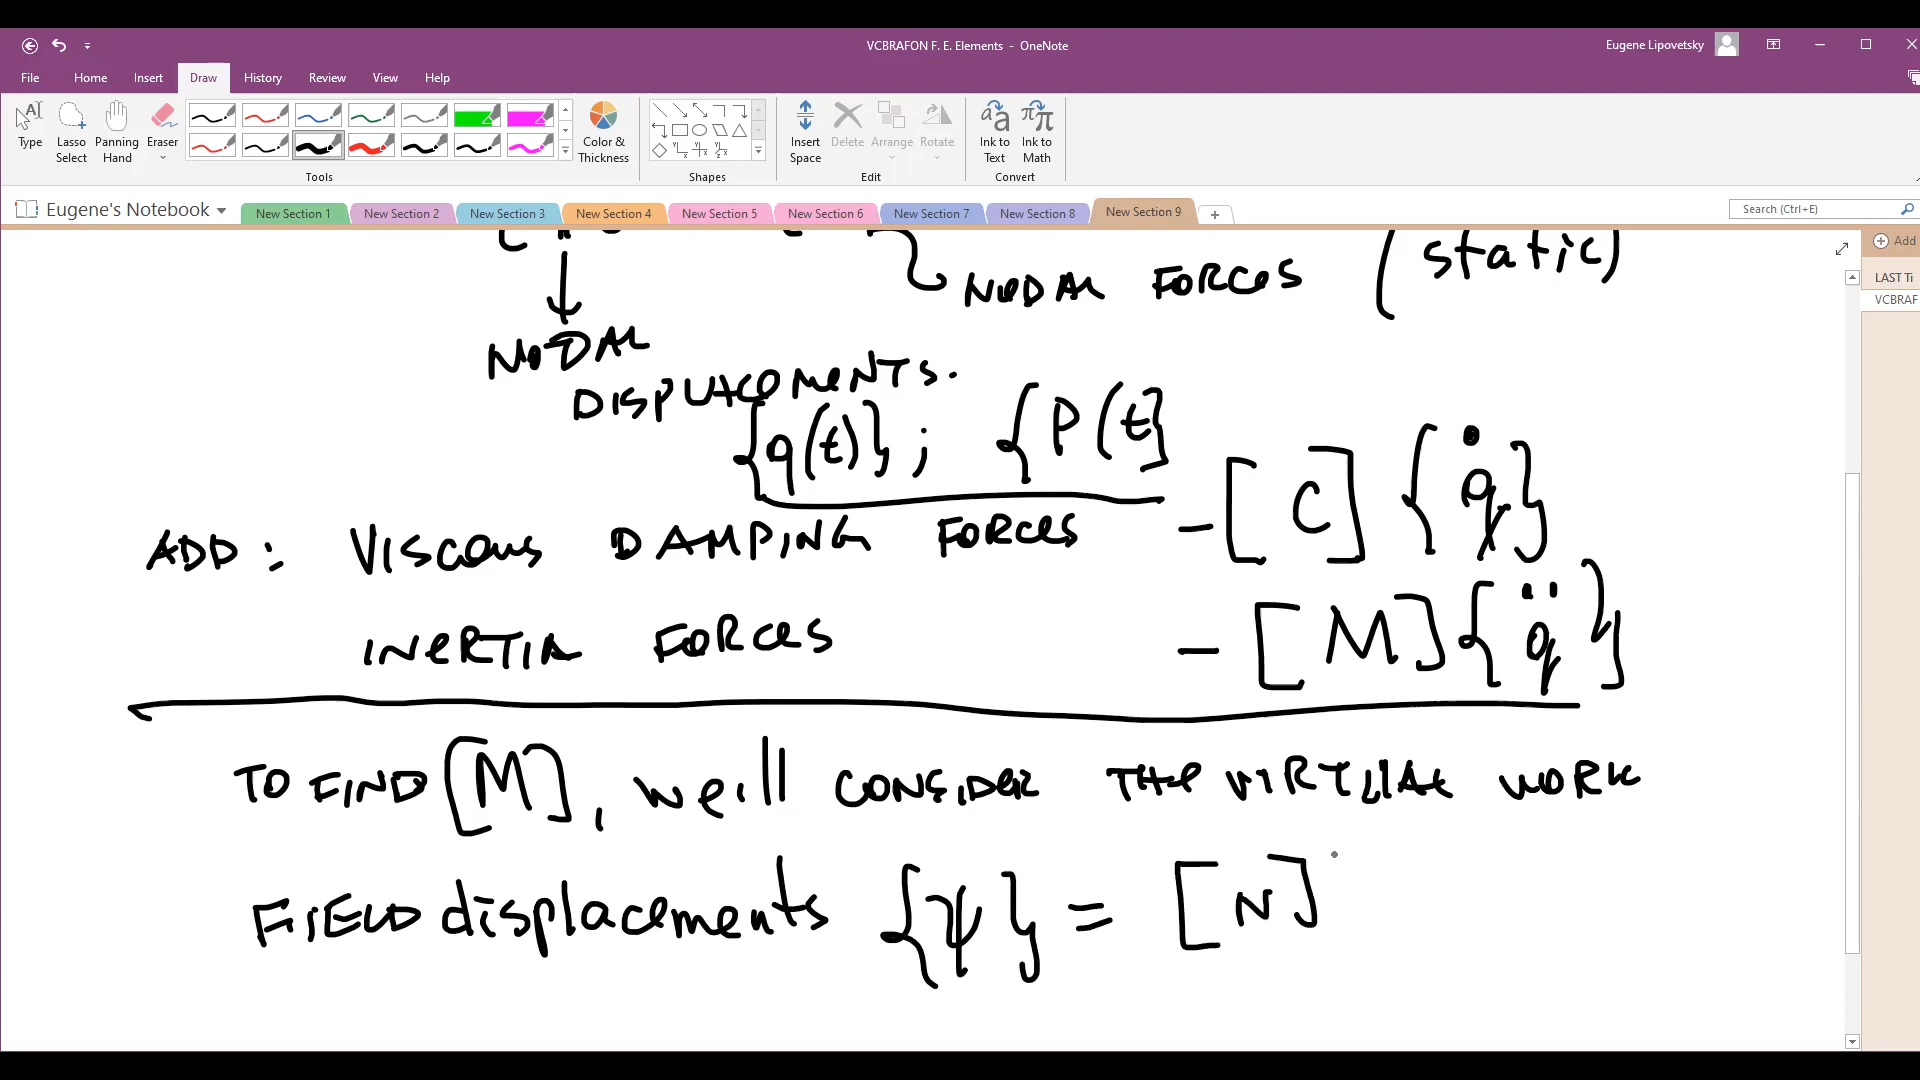 VCBRAFON F. E. Elements - OneNote
Eugene Lipovetsky
File Home Insert Draw History Review View Help
Type
Lasso Select
Panning Hand
Eraser
Color & Thickness
Insert Space
Delete
Arrange
Rotate
Ink to Text
Ink to Math
Tools
Shapes
Edit
Convert
Eugene's Notebook
New Section 1
New Section 2
New Section 3
New Section 4
New Section 5
New Section 6
New Section 7
New Section 8
New Section 9
Search (Ctrl+E)
Add
LAST Ti
VCBRAF
NODAL FORCES (static)
NODAL
DISPLACEMENTS.
{q(t)}; {P(t}
ADD: VISCOUS DAMPING FORCES -[C]{q̇}
INERTIA FORCES -[M]{q̈}
TO FIND [M], we'll CONSIDER THE VIRTUAL WORK
FIELD displacements {ψ} = [N]